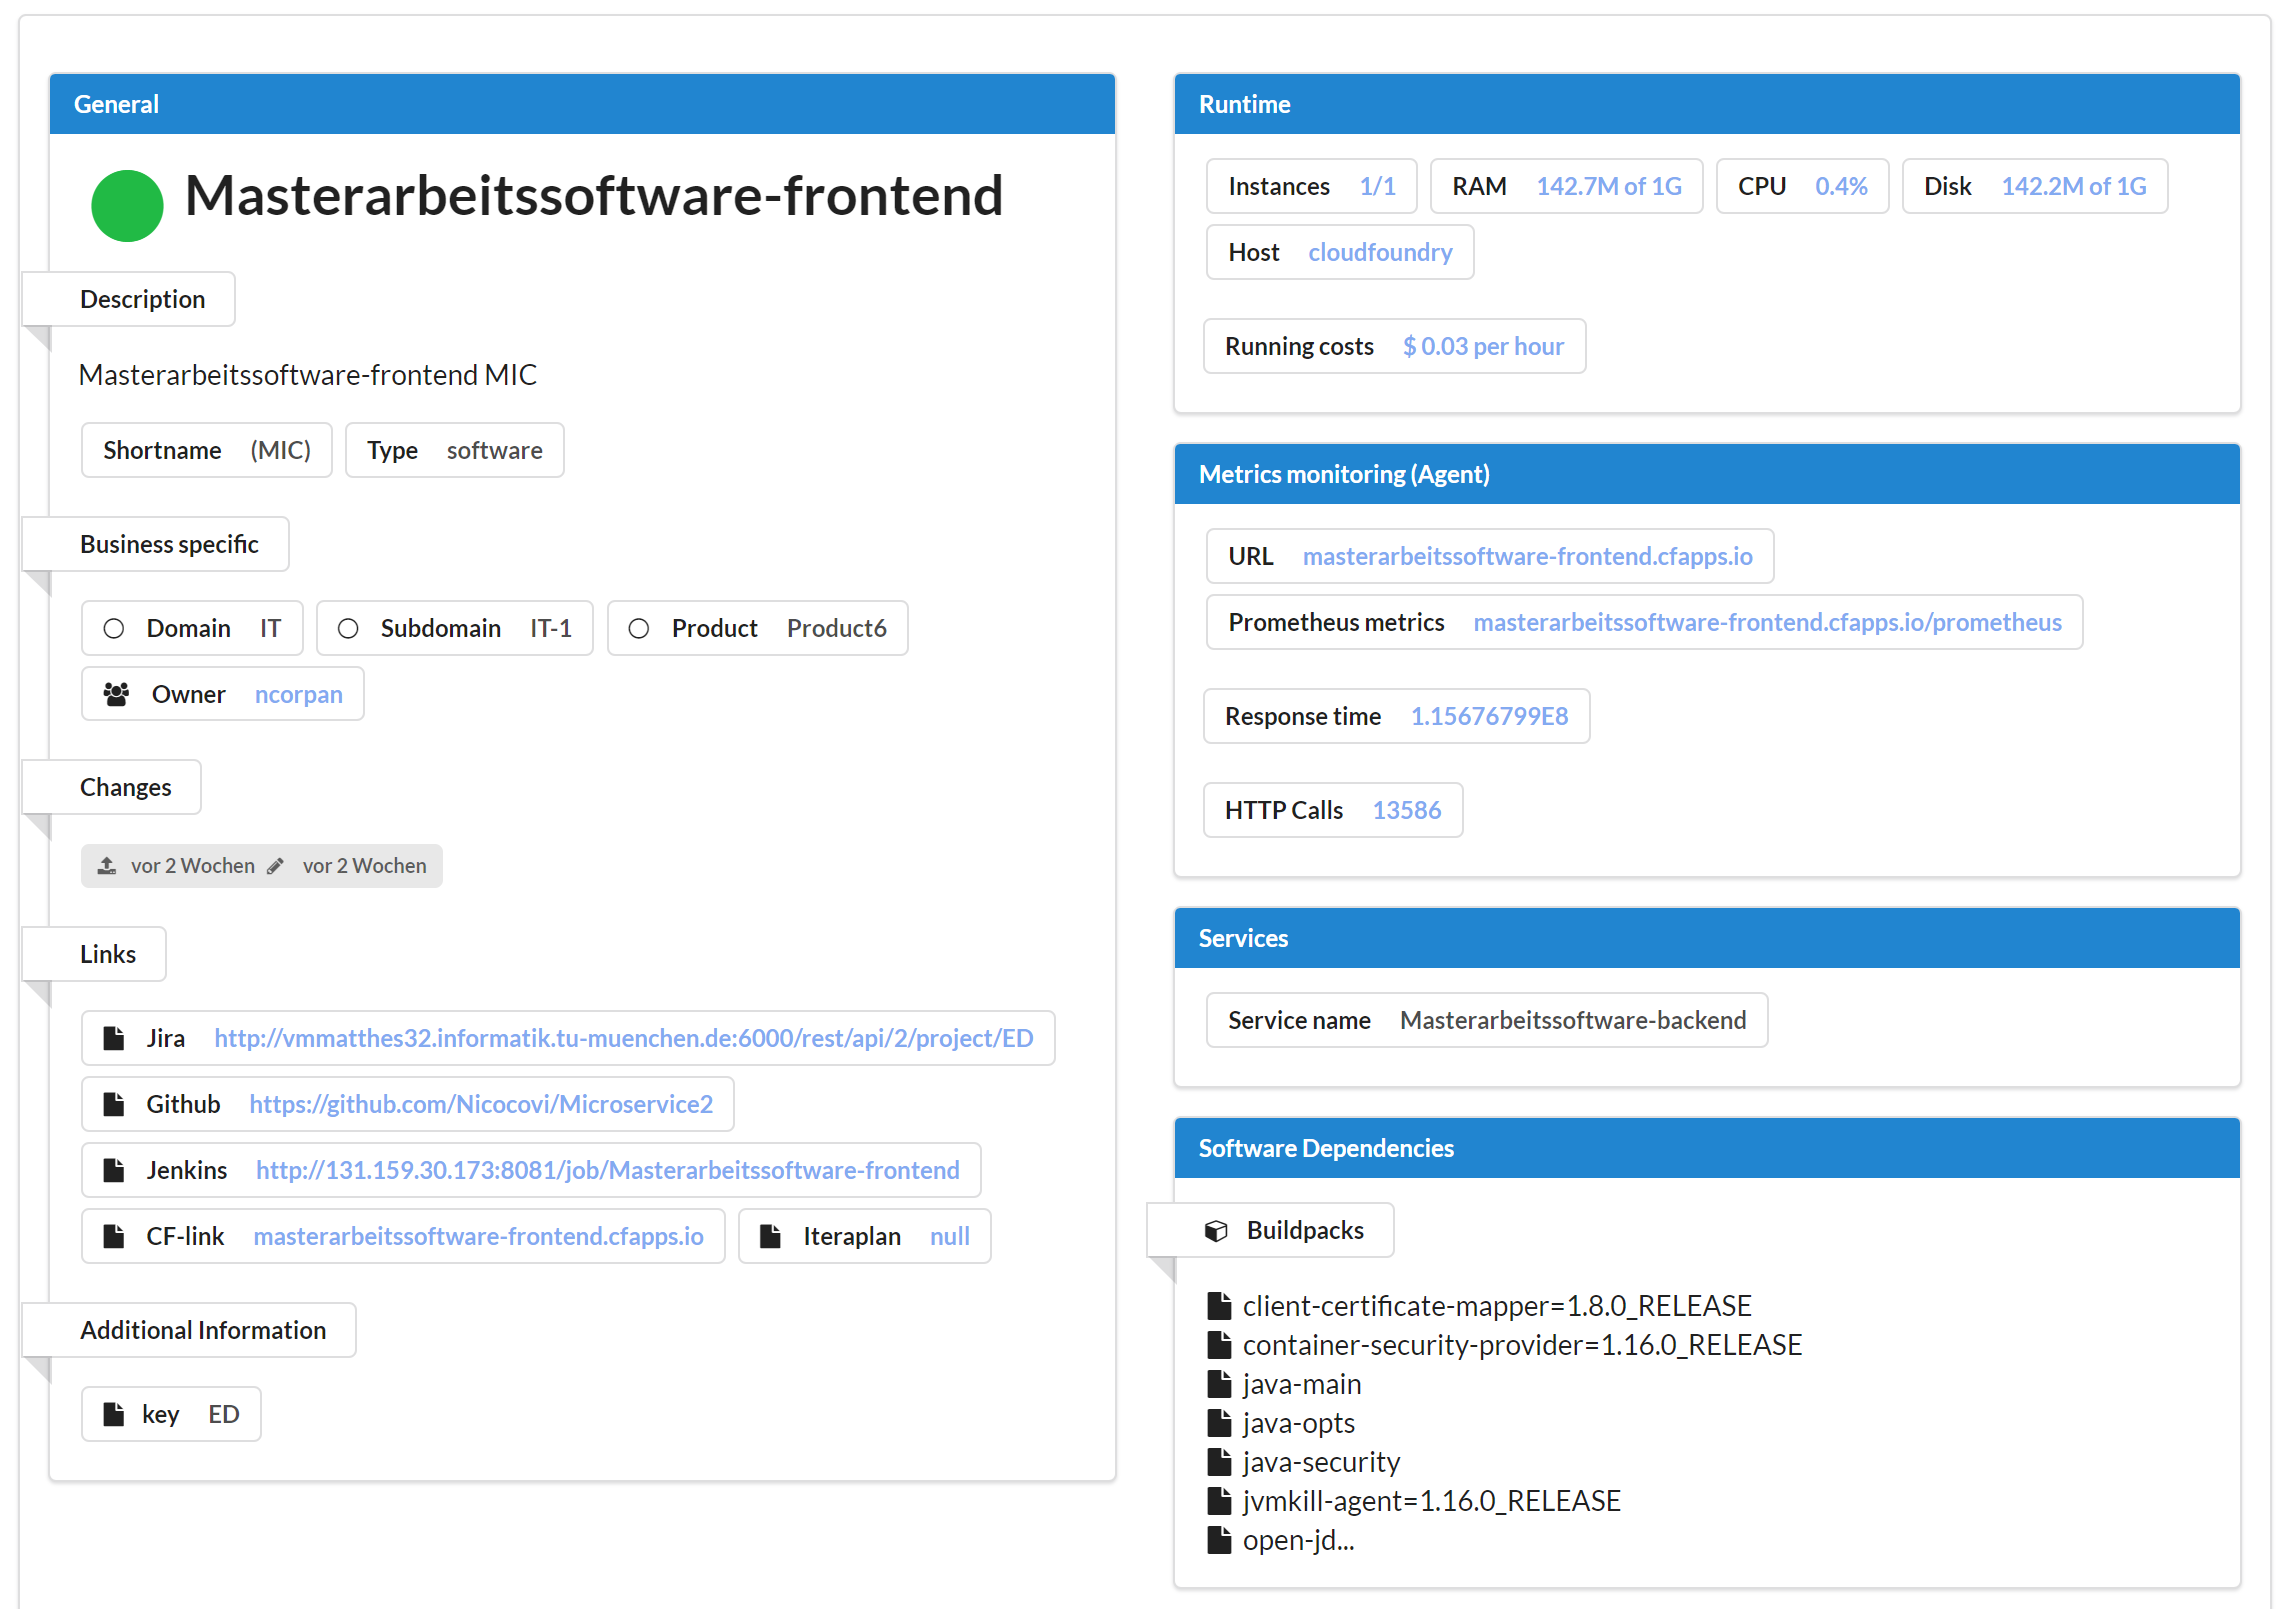 General
Masterarbeitssoftware-frontend
Description
Masterarbeitssoftware-frontend MIC
Shortname (MIC) Type software
Business specific
Domain IT Subdomain IT-1 Product Product6
Owner ncorpan
Changes
vor 2 Wochen vor 2 Wochen
Links
Jira http://vmmatthes32.informatik.tu-muenchen.de:6000/rest/api/2/project/ED
Github https://github.com/Nicocovi/Microservice2
Jenkins http://131.159.30.173:8081/job/Masterarbeitssoftware-frontend
CF-link masterarbeitssoftware-frontend.cfapps.io Iteraplan null
Additional Information
key ED
Runtime
Instances 1/1 RAM 142.7M of 1G CPU 0.4% Disk 142.2M of 1G
Host cloudfoundry
Running costs $ 0.03 per hour
Metrics monitoring (Agent)
URL masterarbeitssoftware-frontend.cfapps.io
Prometheus metrics masterarbeitssoftware-frontend.cfapps.io/prometheus
Response time 1.15676799E8
HTTP Calls 13586
Services
Service name Masterarbeitssoftware-backend
Software Dependencies
Buildpacks
client-certificate-mapper=1.8.0_RELEASE
container-security-provider=1.16.0_RELEASE
java-main
java-opts
java-security
jvmkill-agent=1.16.0_RELEASE
open-jd...